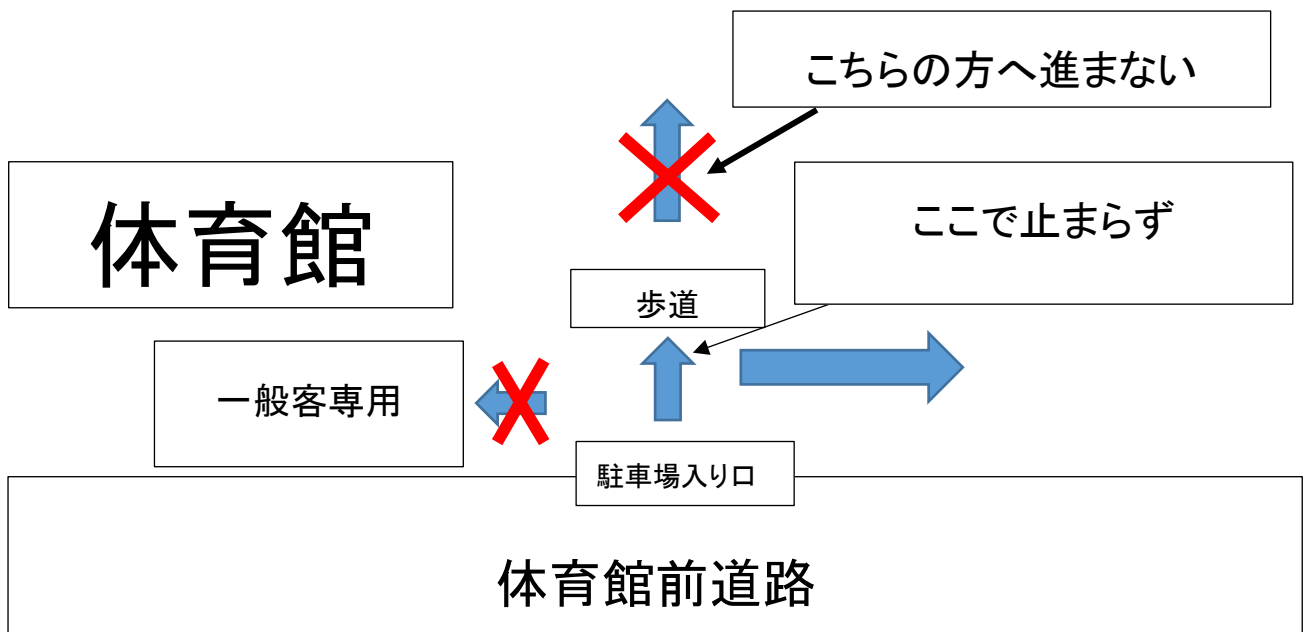 こちらの方へ進まない
体育館
ここで止まらず
歩道
一般客専用
駐車場入り口
体育館前道路